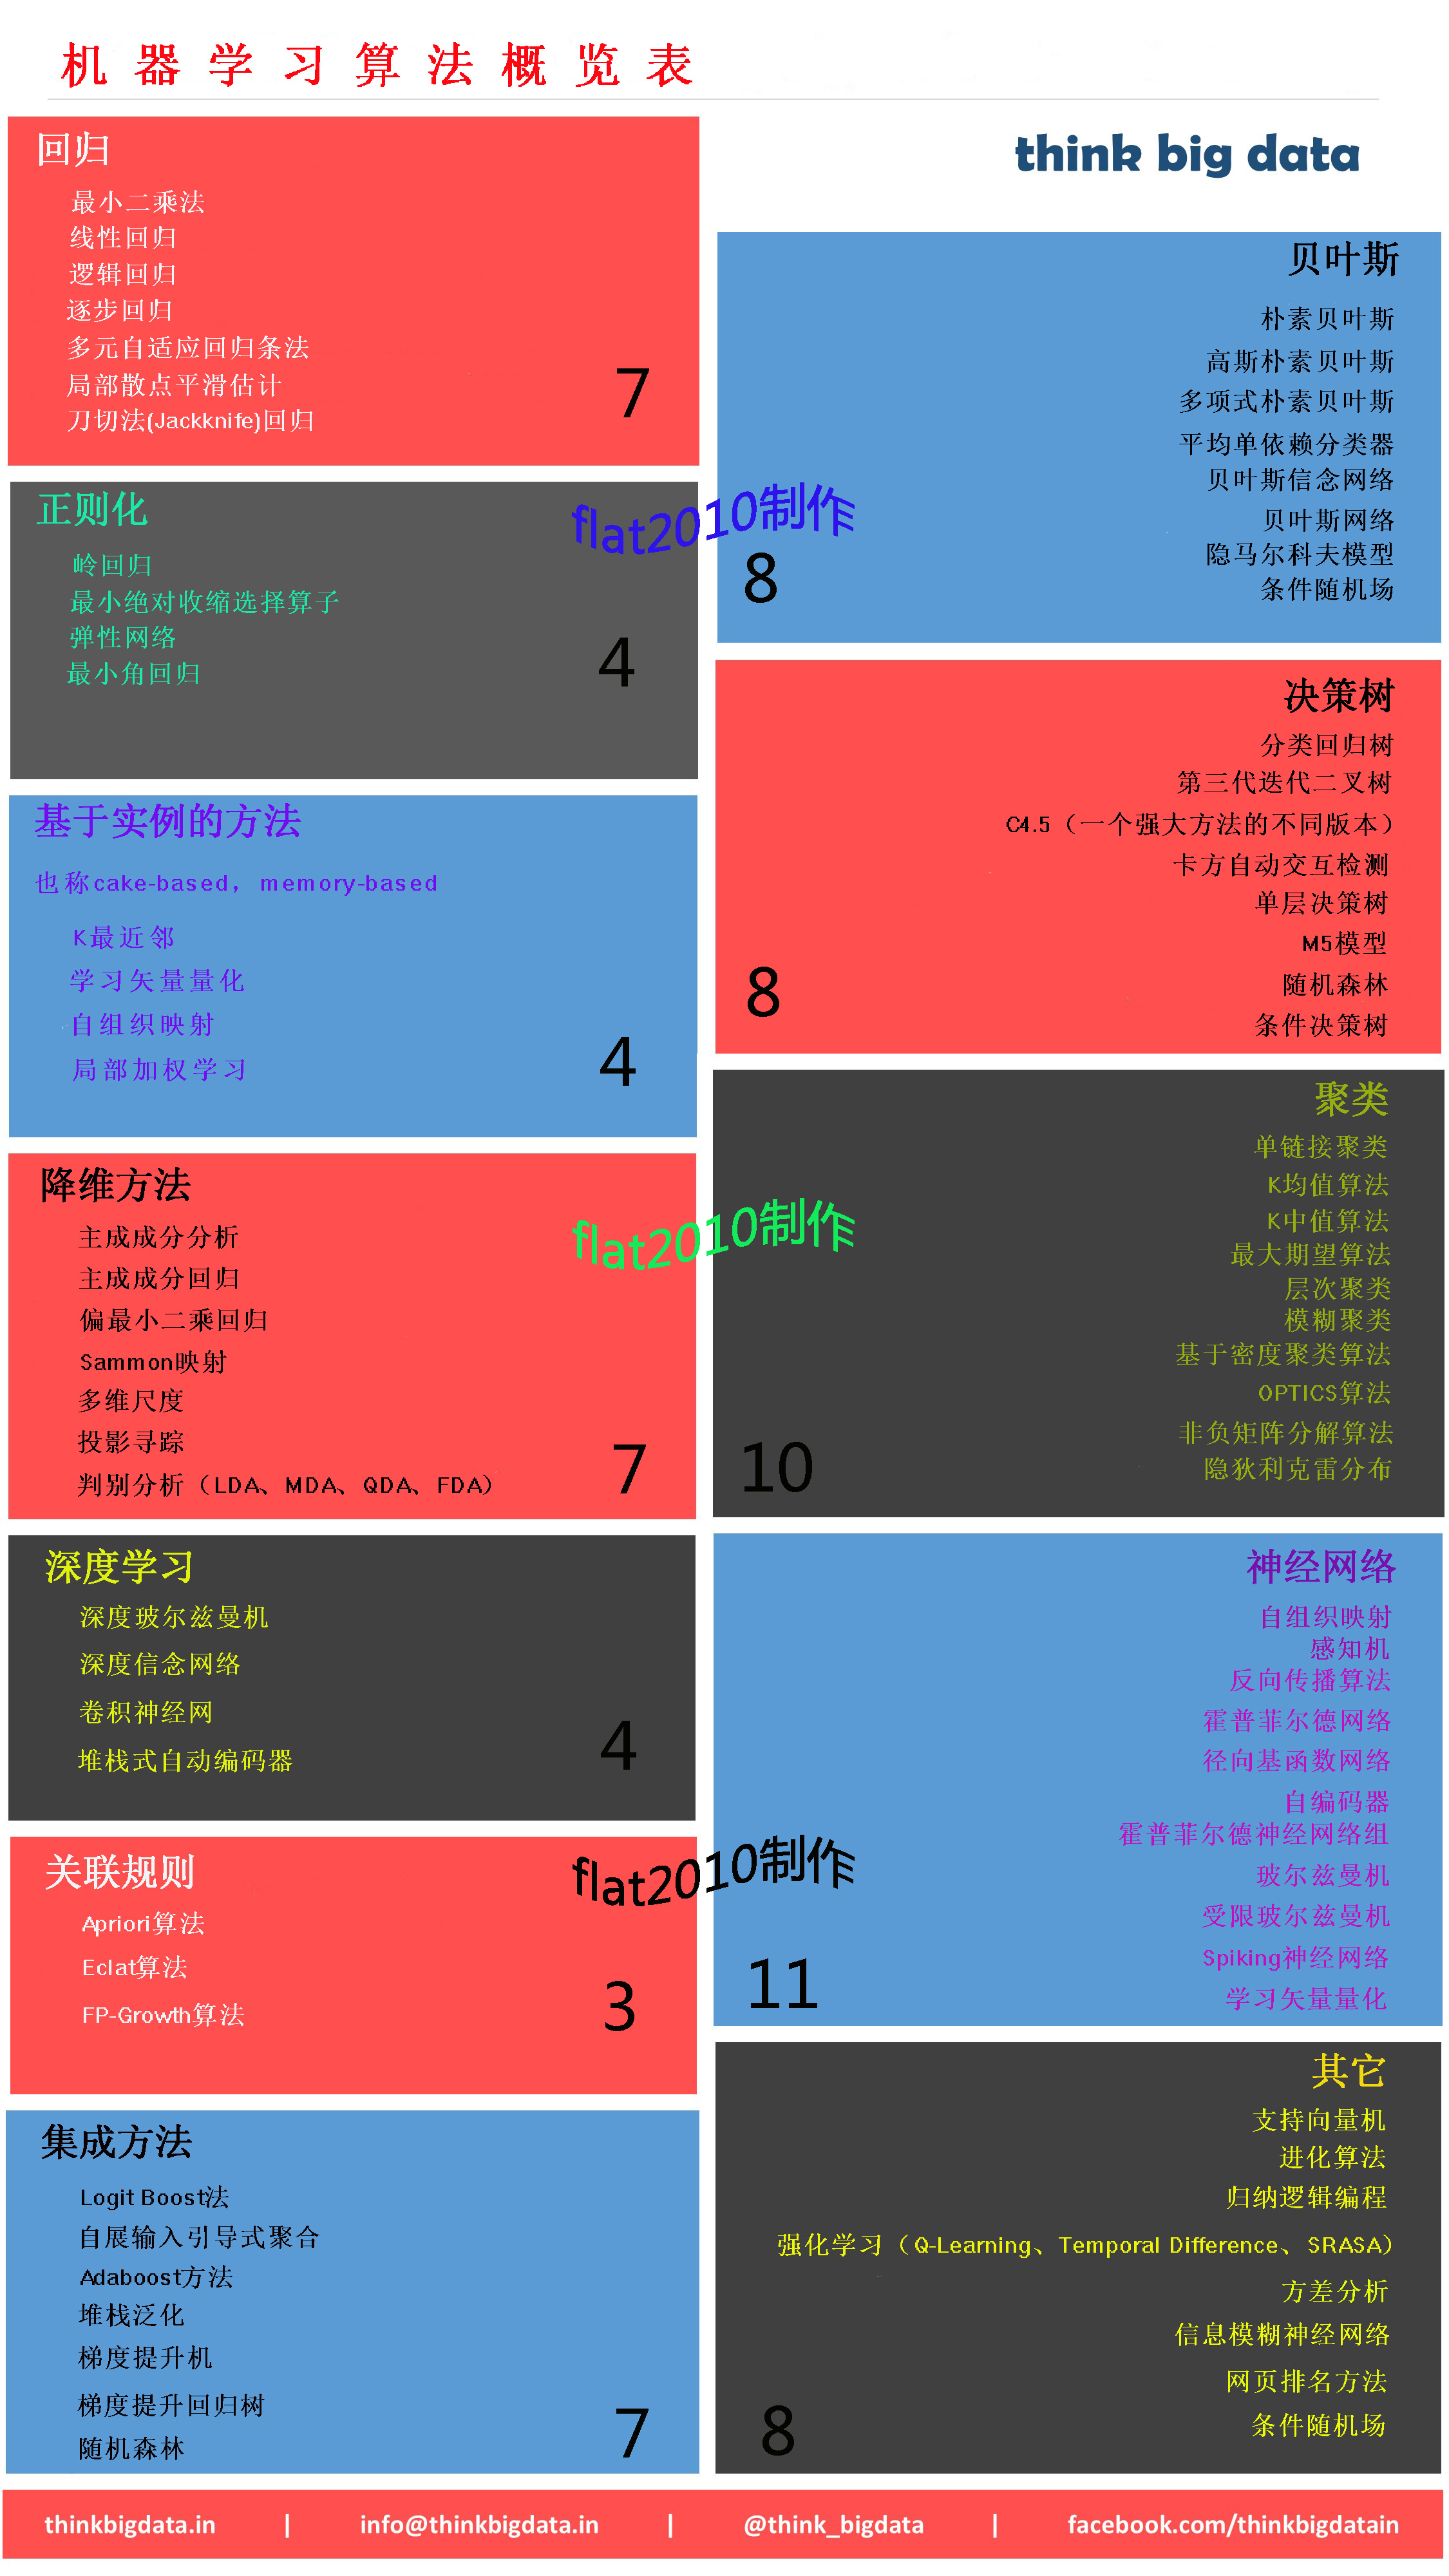 机器学习算法概览表
think big data
回归
最小二乘法
线性回归
逻辑回归
逐步回归
多元自适应回归条法
局部散点平滑估计
刀切法(Jackknife)回归
7
正则化
岭回归
最小绝对收缩选择算子
弹性网络
最小角回归
4
flat2010制作
基于实例的方法
也称cake-based，memory-based
K最近邻
学习矢量量化
自组织映射
局部加权学习
4
降维方法
主成成分分析
主成成分回归
偏最小二乘回归
Sammon映射
多维尺度
投影寻踪
判别分析（LDA、MDA、QDA、FDA）
7
flat2010制作
深度学习
深度玻尔兹曼机
深度信念网络
卷积神经网
堆栈式自动编码器
4
关联规则
Apriori算法
Eclat算法
FP-Growth算法
3
flat2010制作
集成方法
Logit Boost法
自展输入引导式聚合
Adaboost方法
堆栈泛化
梯度提升机
梯度提升回归树
随机森林
7
贝叶斯
朴素贝叶斯
高斯朴素贝叶斯
多项式朴素贝叶斯
平均单依赖分类器
贝叶斯信念网络
贝叶斯网络
隐马尔科夫模型
条件随机场
8
决策树
分类回归树
第三代迭代二叉树
C4.5（一个强大方法的不同版本）
卡方自动交互检测
单层决策树
M5模型
随机森林
条件决策树
8
聚类
单链接聚类
K均值算法
K中值算法
最大期望算法
层次聚类
模糊聚类
基于密度聚类算法
OPTICS算法
非负矩阵分解算法
隐狄利克雷分布
10
神经网络
自组织映射
感知机
反向传播算法
霍普菲尔德网络
径向基函数网络
自编码器
霍普菲尔德神经网络组
玻尔兹曼机
受限玻尔兹曼机
Spiking神经网络
学习矢量量化
11
其它
支持向量机
进化算法
归纳逻辑编程
强化学习（Q-Learning、Temporal Difference、SRASA）
方差分析
信息模糊神经网络
网页排名方法
条件随机场
8
thinkbigdata.in | info@thinkbigdata.in | @think_bigdata | facebook.com/thinkbigdatain